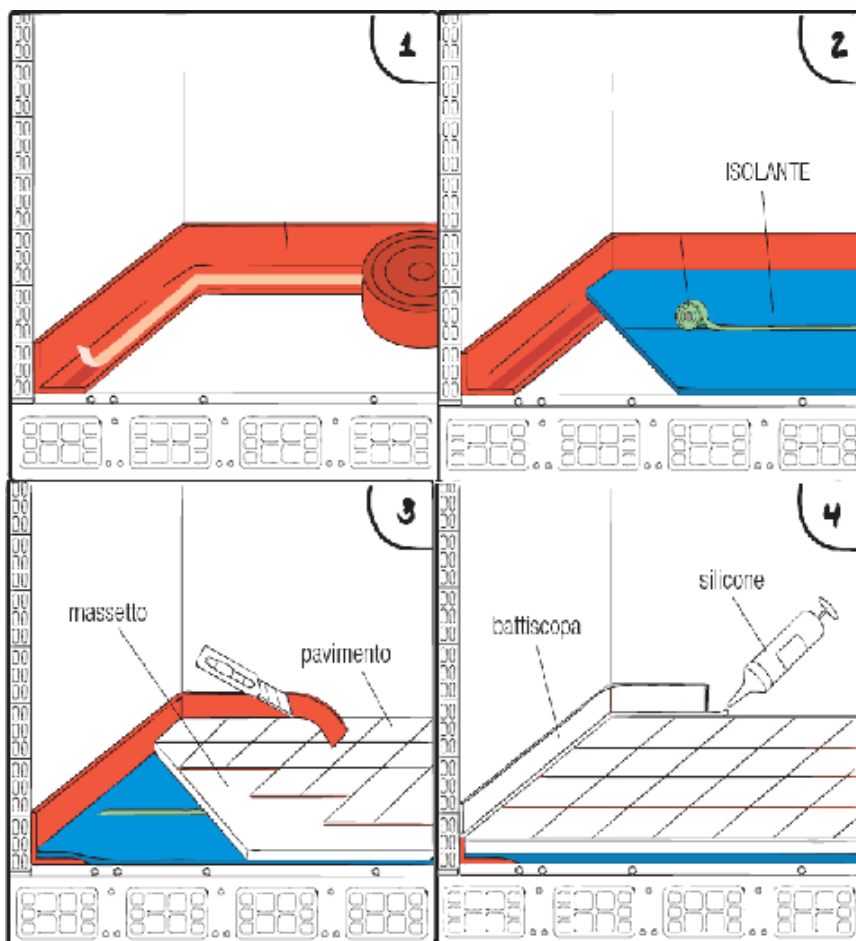 1
2
ISOLANTE
3
massetto
pavimento
4
silicone
battiscopa